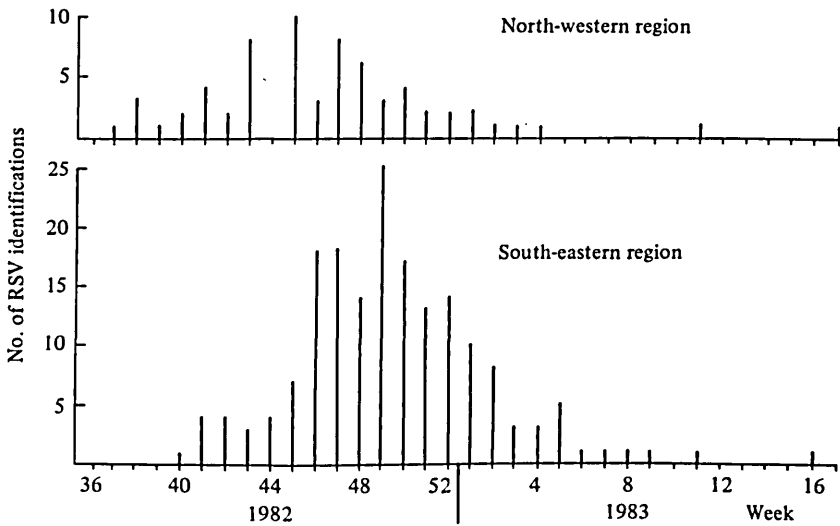 No. of RSV identifications
10
North-western region
5
25
20
South-eastern region
15
10
5
36 40 44 48 52 4 8 12 16
1982 1983 Week